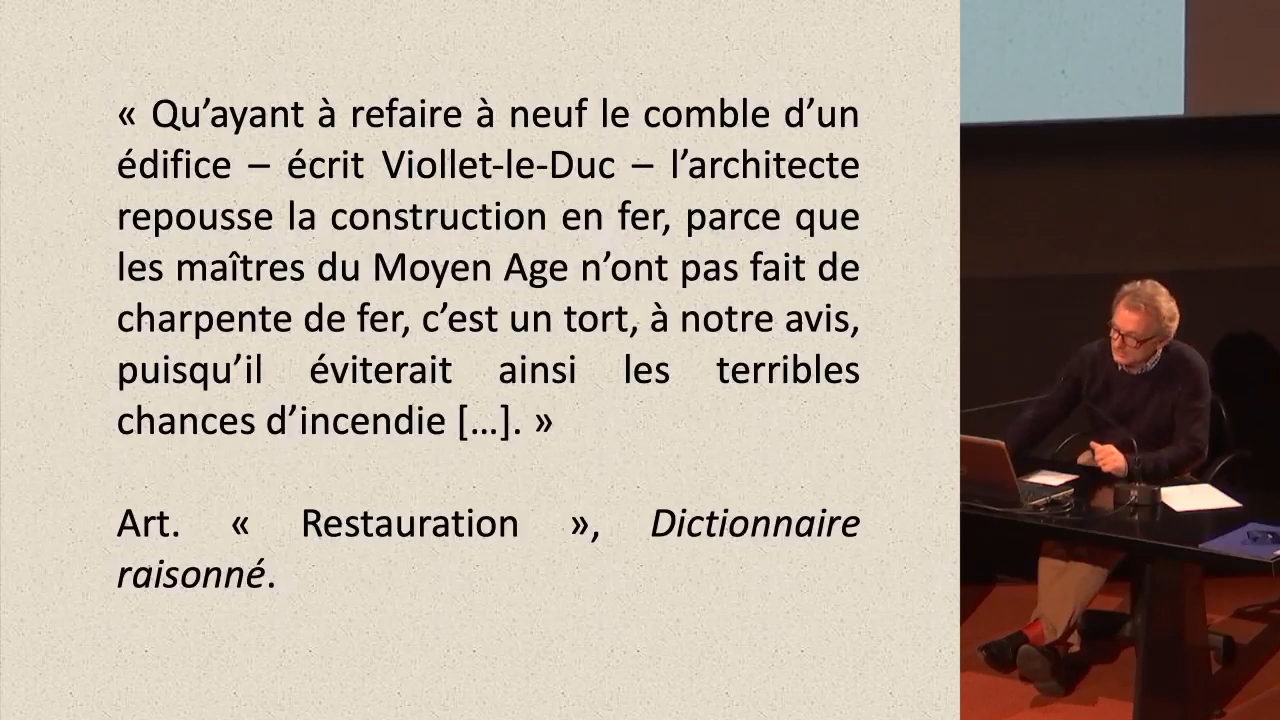 « Qu’ayant à refaire à neuf le comble d’un
édifice – écrit Viollet-le-Duc – l’architecte
repousse la construction en fer, parce que
les maîtres du Moyen Age n’ont pas fait de
charpente de fer, c’est un tort, à notre avis,
puisqu’il éviterait ainsi les terribles
chances d’incendie […]. »
Art. « Restauration », Dictionnaire
raisonné.